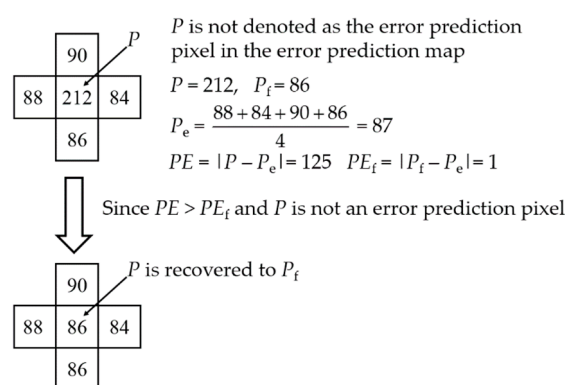 P is not denoted as the error prediction
pixel in the error prediction map
P
90
88 212 84
86
P = 212, Pf = 86
Pe = (88 + 84 + 90 + 86) / 4 = 87
PE = |P – Pe| = 125 PEf = |Pf – Pe| = 1
Since PE > PEf and P is not an error prediction pixel
P is recovered to Pf
90
88 86 84
86